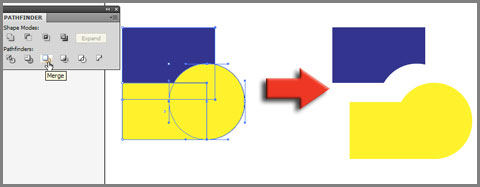 PATHFINDER
Shape Modes:
Expand
Pathfinders:
Merge